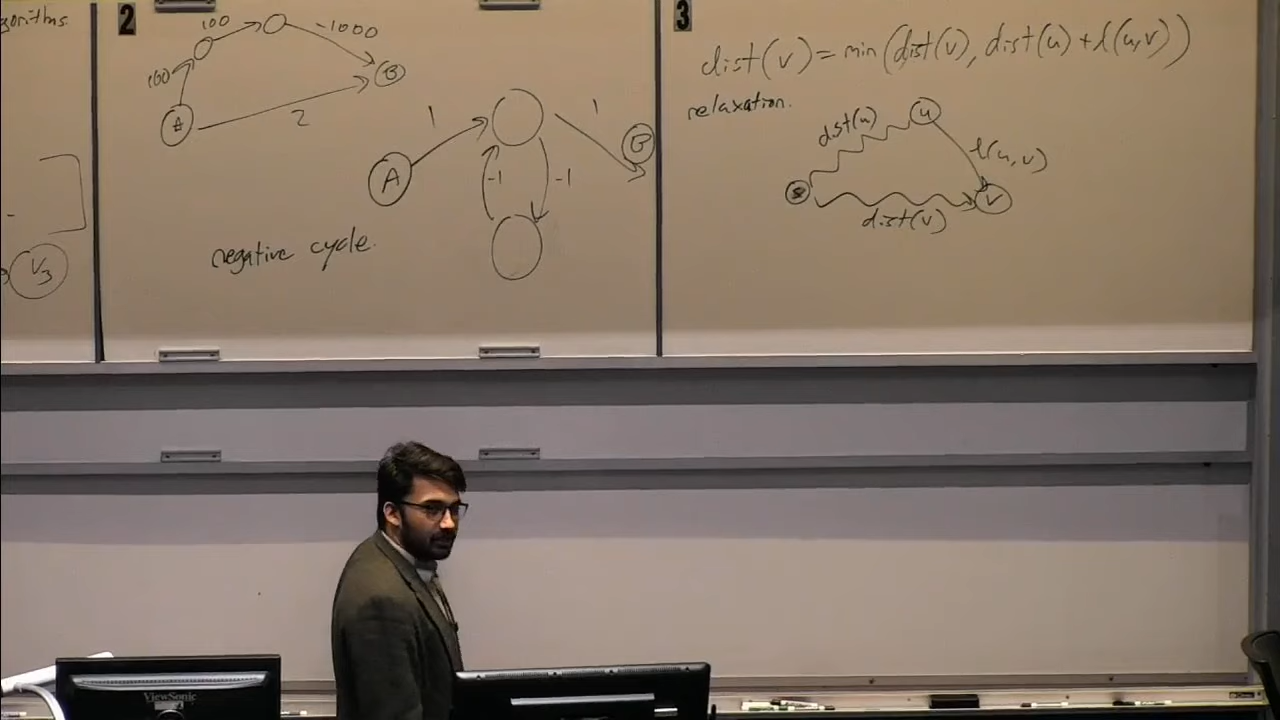 gorithms.
V3
2
100
100
-1000
A
B
2
1
1
A
B
-1
-1
negative cycle.
3
dist(v) = min(dist(v), dist(u) + l(u,v))
relaxation.
dist(u)
u
l(u,v)
s
v
dist(v)
ViewSonic